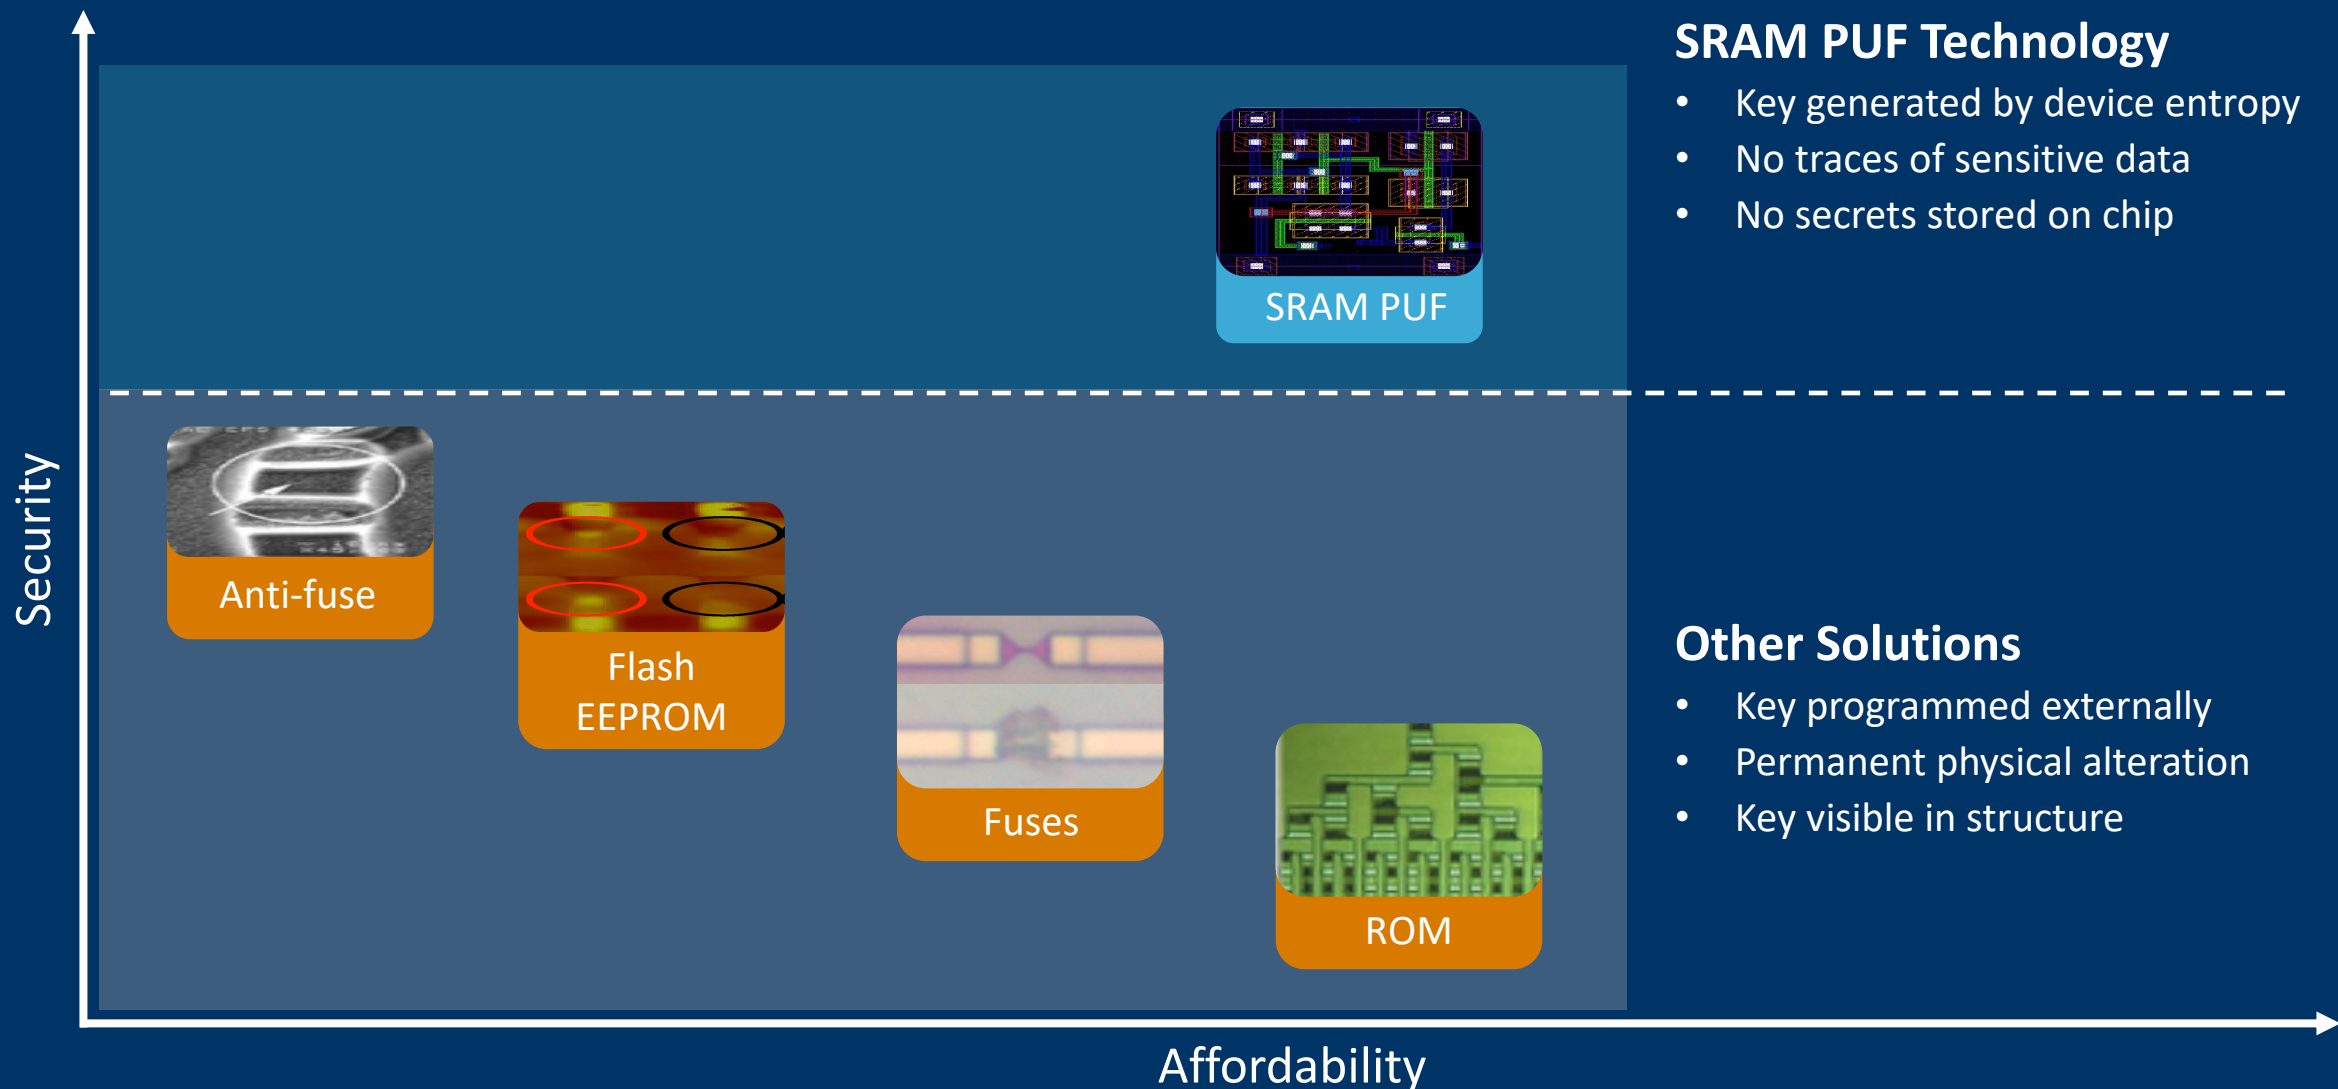 SRAM PUF Technology
• Key generated by device entropy
• No traces of sensitive data
• No secrets stored on chip
SRAM PUF
Security
Anti-fuse
Flash
EEPROM
Fuses
ROM
Other Solutions
• Key programmed externally
• Permanent physical alteration
• Key visible in structure
Affordability